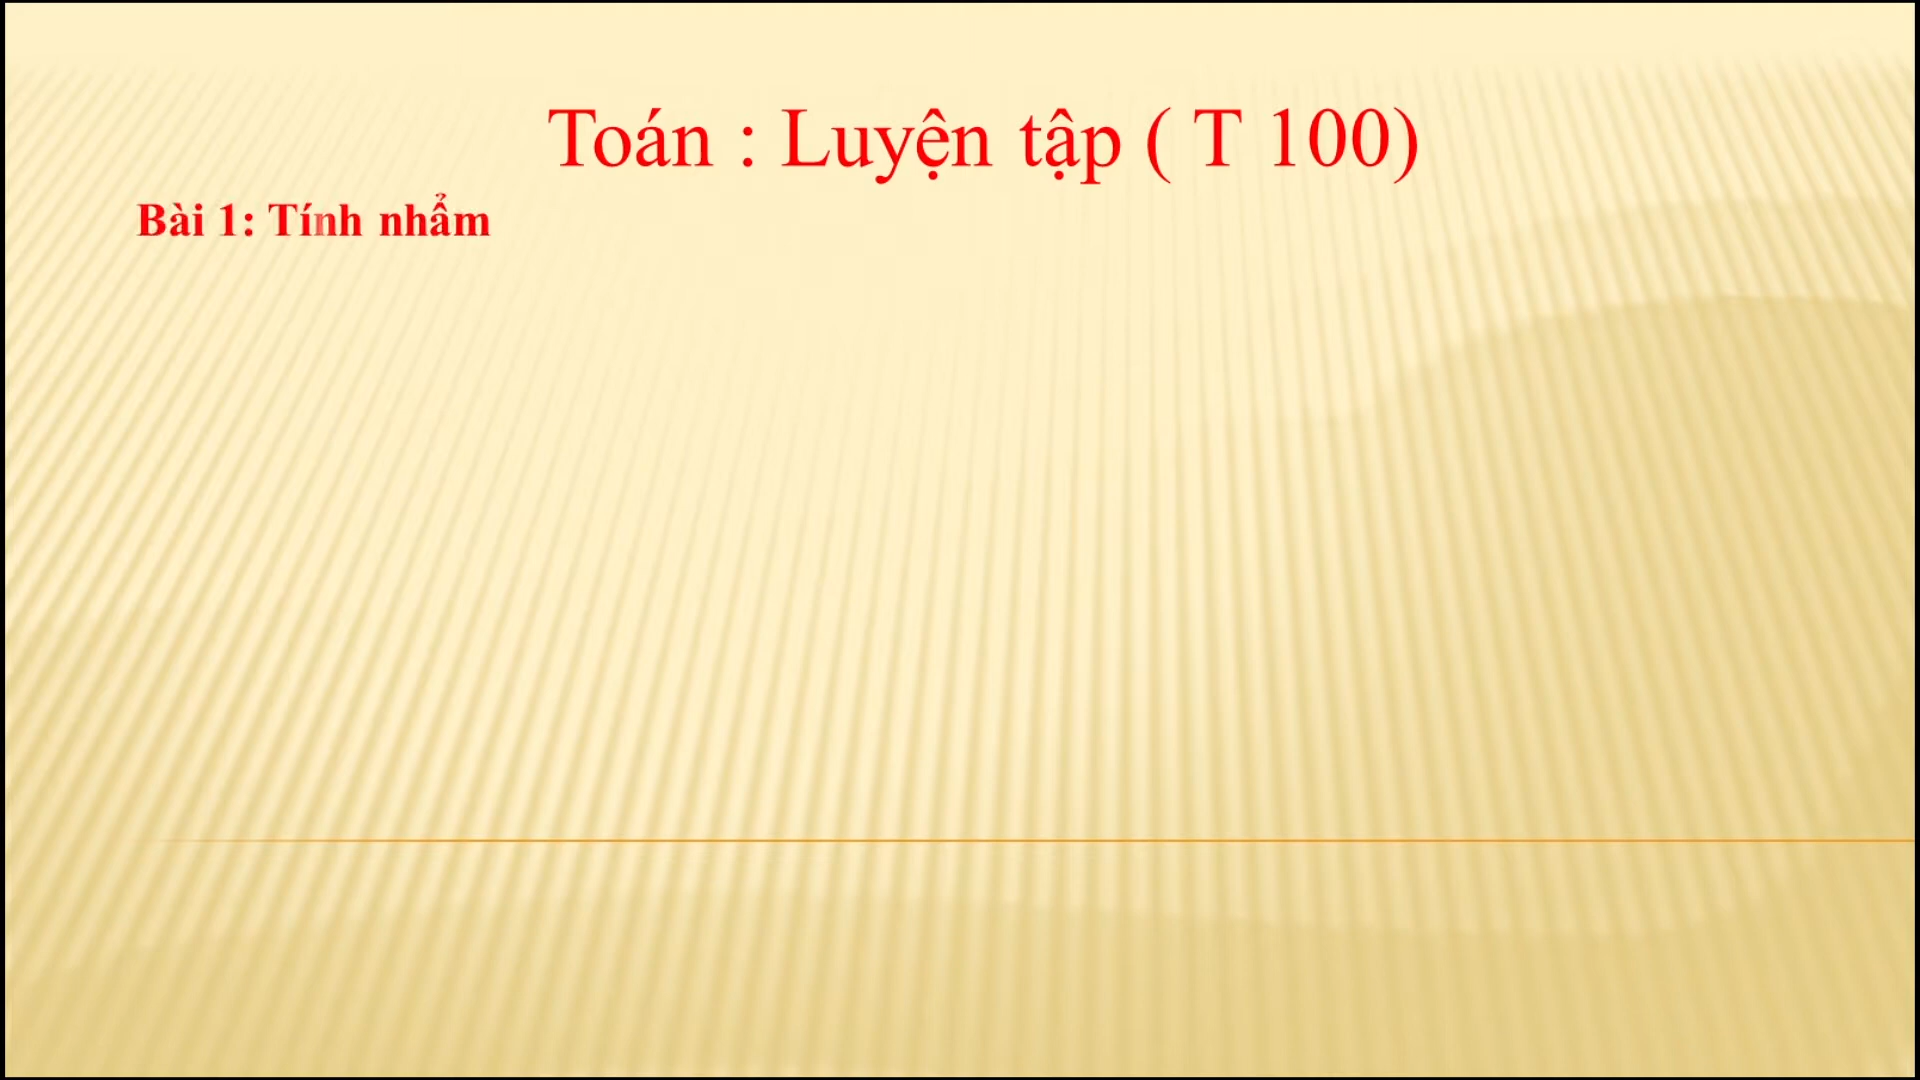 Toán : Luyện tập ( T 100)
Bài 1: Tính nhẩm